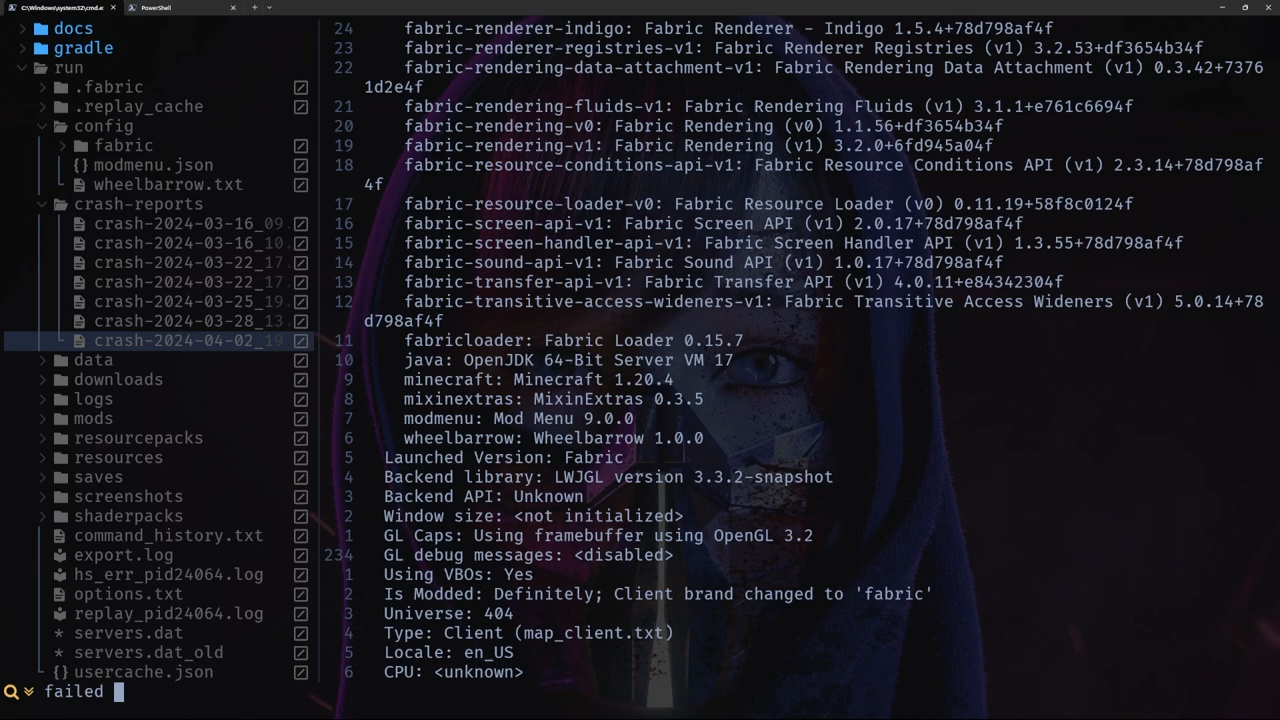 C:\Windows\system32\cmd.e
PowerShell
docs
gradle
run
.fabric
.replay_cache
config
fabric
modmenu.json
wheelbarrow.txt
crash-reports
crash-2024-03-16_09.
crash-2024-03-16_10.
crash-2024-03-22_17.
crash-2024-03-22_17.
crash-2024-03-25_19.
crash-2024-03-28_13.
crash-2024-04-02_19
data
downloads
logs
mods
resourcepacks
resources
saves
screenshots
shaderpacks
command_history.txt
export.log
hs_err_pid24064.log
options.txt
replay_pid24064.log
servers.dat
servers.dat_old
usercache.json
24 fabric-renderer-indigo: Fabric Renderer - Indigo 1.5.4+78d798af4f
23 fabric-renderer-registries-v1: Fabric Renderer Registries (v1) 3.2.53+df3654b34f
22 fabric-rendering-data-attachment-v1: Fabric Rendering Data Attachment (v1) 0.3.42+7376
1d2e4f
21 fabric-rendering-fluids-v1: Fabric Rendering Fluids (v1) 3.1.1+e761c6694f
20 fabric-rendering-v0: Fabric Rendering (v0) 1.1.56+df3654b34f
19 fabric-rendering-v1: Fabric Rendering (v1) 3.2.0+6fd945a04f
18 fabric-resource-conditions-api-v1: Fabric Resource Conditions API (v1) 2.3.14+78d798af
4f
17 fabric-resource-loader-v0: Fabric Resource Loader (v0) 0.11.19+58f8c0124f
16 fabric-screen-api-v1: Fabric Screen API (v1) 2.0.17+78d798af4f
15 fabric-screen-handler-api-v1: Fabric Screen Handler API (v1) 1.3.55+78d798af4f
14 fabric-sound-api-v1: Fabric Sound API (v1) 1.0.17+78d798af4f
13 fabric-transfer-api-v1: Fabric Transfer API (v1) 4.0.11+e84342304f
12 fabric-transitive-access-wideners-v1: Fabric Transitive Access Wideners (v1) 5.0.14+78
d798af4f
11 fabricloader: Fabric Loader 0.15.7
10 java: OpenJDK 64-Bit Server VM 17
9 minecraft: Minecraft 1.20.4
8 mixinextras: MixinExtras 0.3.5
7 modmenu: Mod Menu 9.0.0
6 wheelbarrow: Wheelbarrow 1.0.0
5 Launched Version: Fabric
4 Backend library: LWJGL version 3.3.2-snapshot
3 Backend API: Unknown
2 Window size: <not initialized>
1 GL Caps: Using framebuffer using OpenGL 3.2
234 GL debug messages: <disabled>
1 Using VBOs: Yes
2 Is Modded: Definitely; Client brand changed to 'fabric'
3 Universe: 404
4 Type: Client (map_client.txt)
5 Locale: en_US
6 CPU: <unknown>
failed